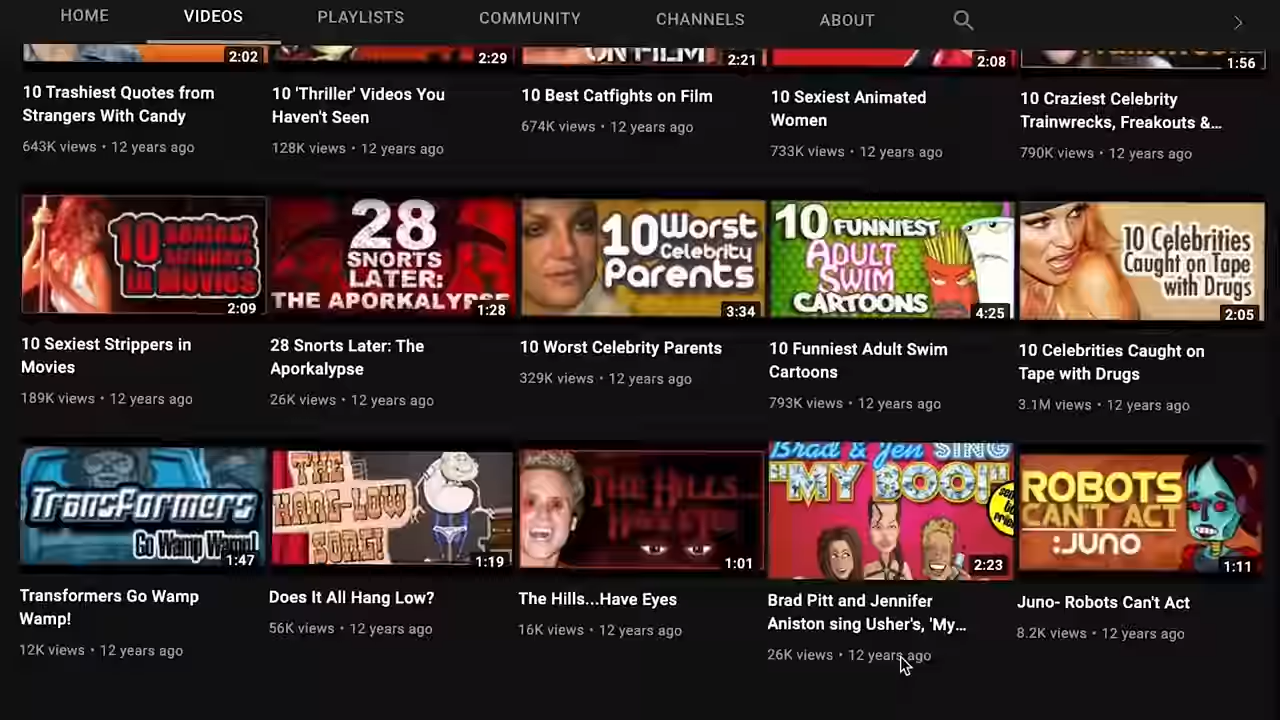 HOME VIDEOS PLAYLISTS COMMUNITY CHANNELS ABOUT
ON FILM
2:02 2:29 2:21 2:08 1:56
10 Trashiest Quotes from
Strangers With Candy
643K views • 12 years ago
10 'Thriller' Videos You
Haven't Seen
128K views • 12 years ago
10 Best Catfights on Film
674K views • 12 years ago
10 Sexiest Animated
Women
733K views • 12 years ago
10 Craziest Celebrity
Trainwrecks, Freakouts &...
790K views • 12 years ago
10 Sexiest
Strippers
in Movies
2:09
28
SNORTS
LATER:
THE APORKALYPSE
1:28
10 Worst
Celebrity
Parents
3:34
10 FUNNIEST
ADULT
SWIM
CARTOONS
4:25
10 Celebrities
Caught on Tape
with Drugs
2:05
10 Sexiest Strippers in
Movies
189K views • 12 years ago
28 Snorts Later: The
Aporkalypse
26K views • 12 years ago
10 Worst Celebrity Parents
329K views • 12 years ago
10 Funniest Adult Swim
Cartoons
793K views • 12 years ago
10 Celebrities Caught on
Tape with Drugs
3.1M views • 12 years ago
TRANSFORMERS
Go Wamp Wamp!
1:47
THE
HANG-LOW
SONG!
1:19
THE HILLS...
HAVE EYES
1:01
Brad & Jen SING
"MY BOO!"
2:23
ROBOTS
CAN'T ACT
:JUNO
1:11
Transformers Go Wamp
Wamp!
12K views • 12 years ago
Does It All Hang Low?
56K views • 12 years ago
The Hills...Have Eyes
16K views • 12 years ago
Brad Pitt and Jennifer
Aniston sing Usher's, 'My...
26K views • 12 years ago
Juno- Robots Can't Act
8.2K views • 12 years ago